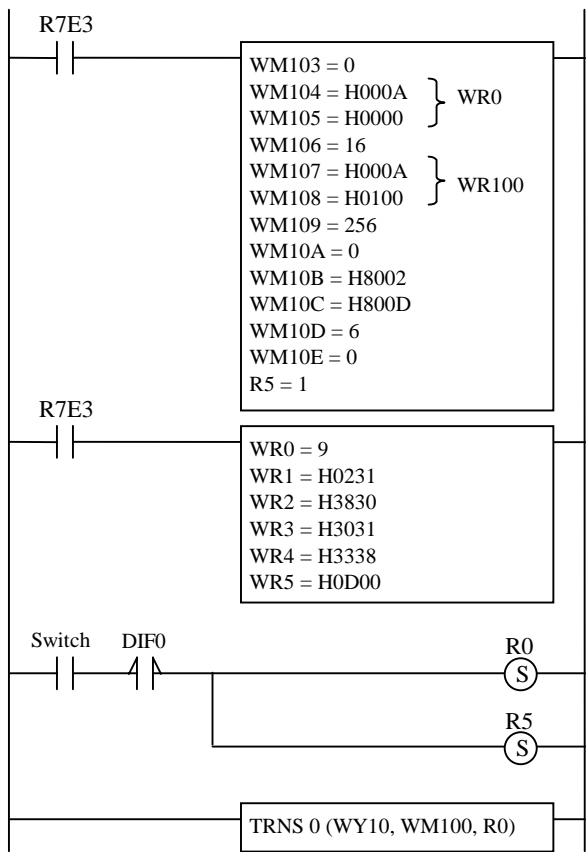 R7E3
WM103 = 0
WM104 = H000A
WR0
WM105 = H0000
WM106 = 16
WM107 = H000A
WR100
WM108 = H0100
WM109 = 256
WM10A = 0
WM10B = H8002
WM10C = H800D
WM10D = 6
WM10E = 0
R5 = 1
R7E3
WR0 = 9
WR1 = H0231
WR2 = H3830
WR3 = H3031
WR4 = H3338
WR5 = H0D00
Switch DIF0 R0
S
R5
S
TRNS 0 (WY10, WM100, R0)